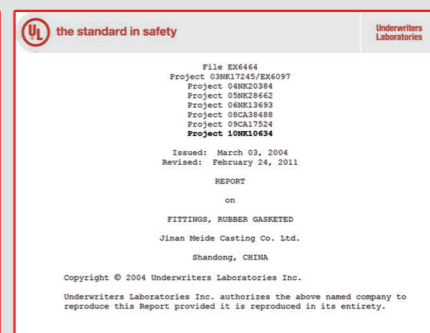 UL the standard in safety
Underwriters
Laboratories
File EX6464
Project 03NK17245/EX6097
Project 04NK20384
Project 05NK28662
Project 06NK13693
Project 08CA38488
Project 09CA17524
Project 10NK10634
Issued: March 03, 2004
Revised: February 24, 2011
REPORT
on
FITTINGS, RUBBER GASKETED
Jinan Meide Casting Co. Ltd.
Shandong, CHINA
Copyright © 2004 Underwriters Laboratories Inc.
Underwriters Laboratories Inc. authorizes the above named company to
reproduce this Report provided it is reproduced in its entirety.